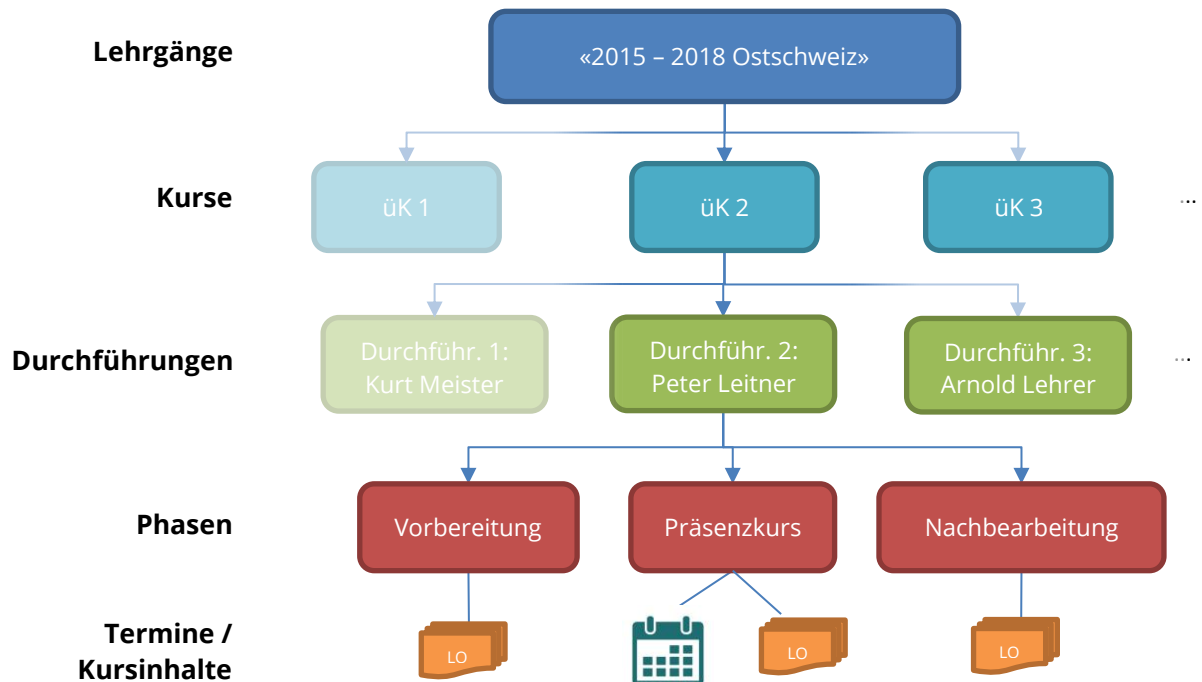 Lehrgänge
«2015 – 2018 Ostschweiz»
Kurse
üK 1
üK 2
üK 3
...
Durchführungen
Durchführ. 1:
Kurt Meister
Durchführ. 2:
Peter Leitner
Durchführ. 3:
Arnold Lehrer
...
Phasen
Vorbereitung
Präsenzkurs
Nachbearbeitung
Termine /
Kursinhalte
LO
LO
LO